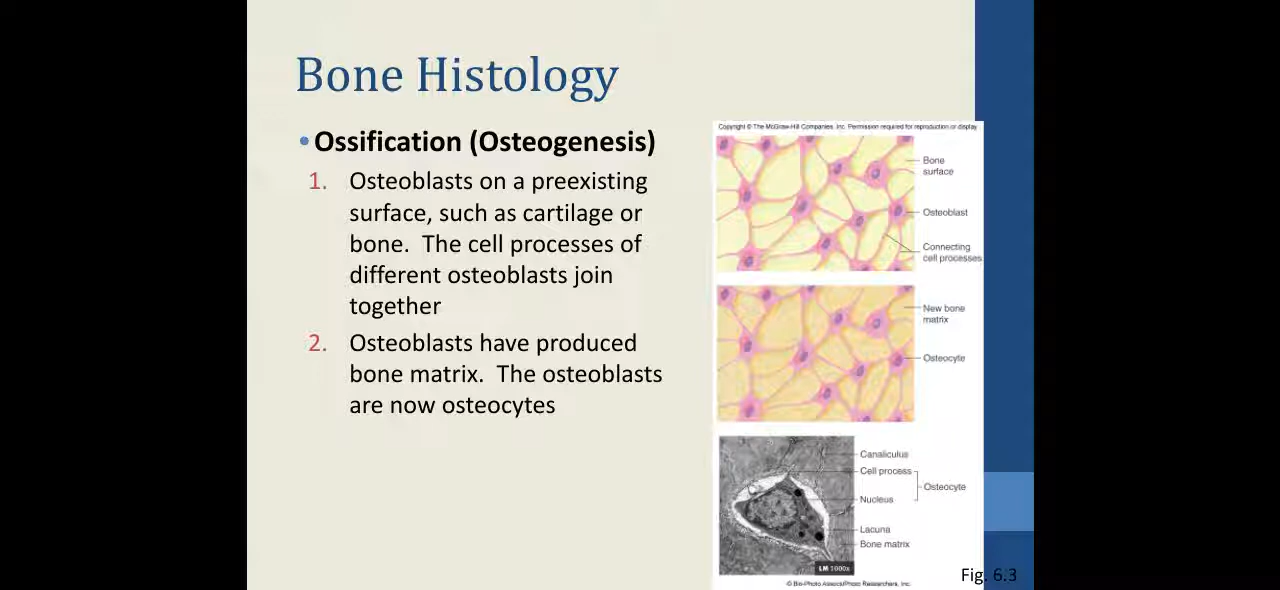 Bone Histology
•Ossification (Osteogenesis)
1. Osteoblasts on a preexisting
surface, such as cartilage or
bone.  The cell processes of
different osteoblasts join
together
2. Osteoblasts have produced
bone matrix.  The osteoblasts
are now osteocytes
Copyright © The McGraw-Hill Companies, Inc. Permission required for reproduction or display
Bone
surface
Osteoblast
Connecting
cell processes
New bone
matrix
Osteocyte
Canaliculus
Cell process
Osteocyte
Nucleus
Lacuna
Bone matrix
LM 1000x
© Bio-Photo Assocs/Photo Researchers, Inc.
Fig. 6.3